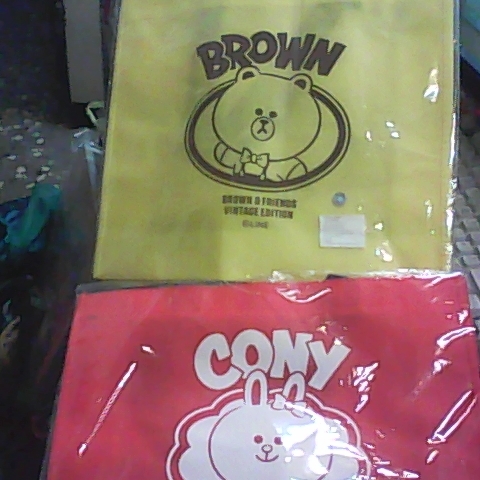 BROWN
BROWN & FRIENDS
VINTAGE EDITION
©LINE
CONY